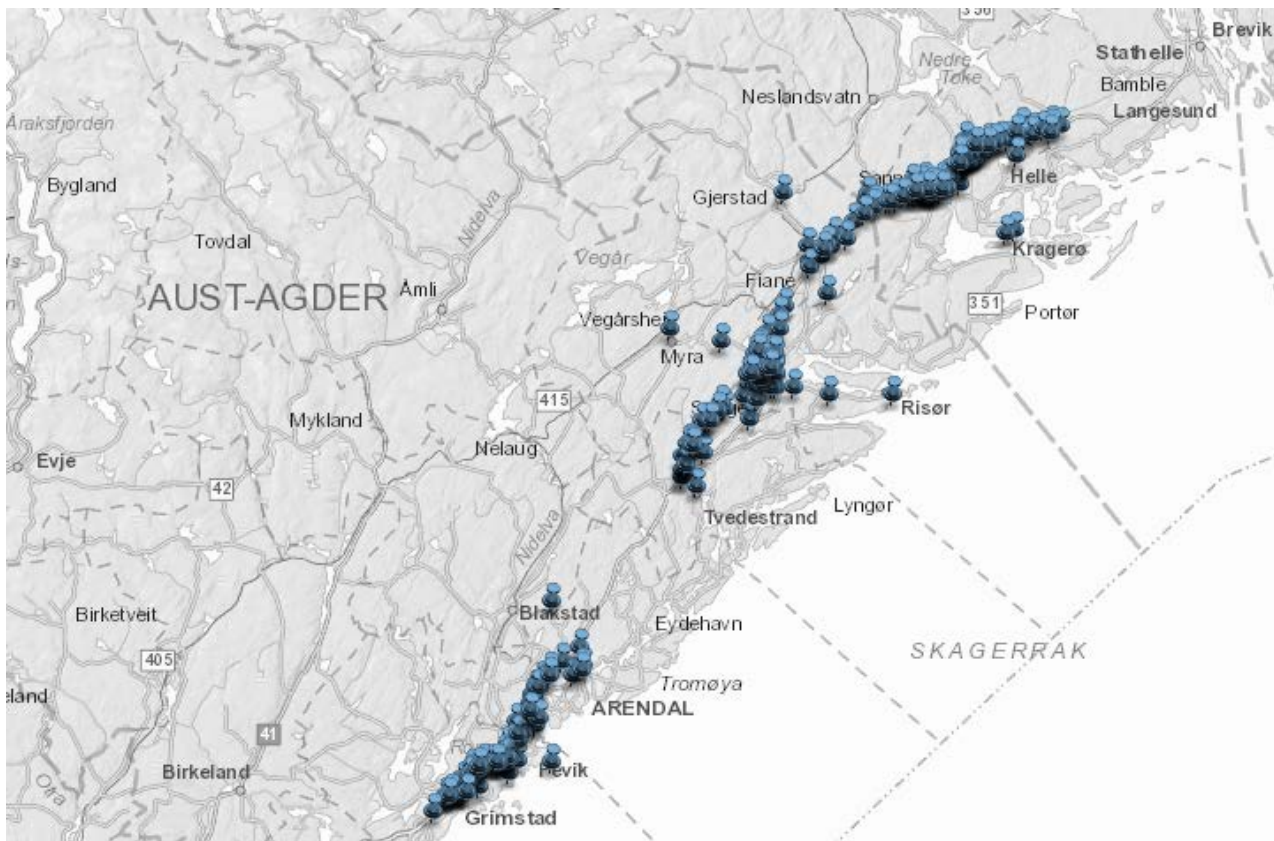 356
Brevik
Stathelle
Nedre
Toke
Bamble
Neslandsvatn
Langesund
Åraksfjorden
Bygland
Gjerstad
Helle
Tovdal
Nidelva
Kragerø
Vegår
Fiane
AUST-AGDER
Åmli
351
Portør
Vegårshei
Myra
415
Risør
Mykland
Nelaug
Evje
42
Lyngør
Tvedestrand
Nidelva
Birketveit
Blakstad
Eydehavn
SKAGERRAK
405
Tromøya
ARENDAL
41
Birkeland
Fevik
Otra
Grimstad